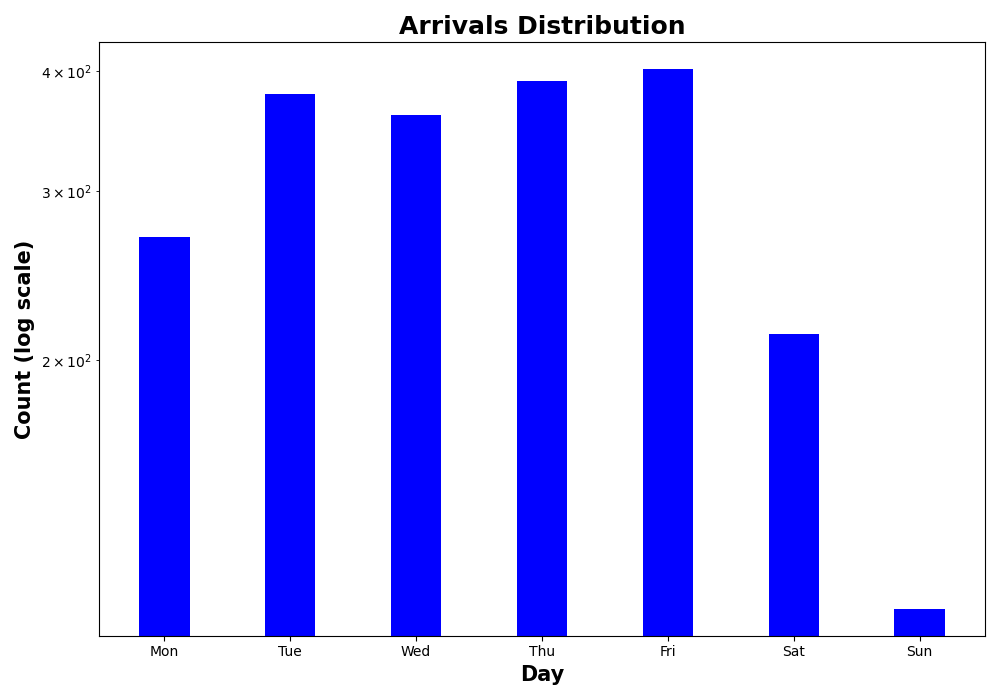 Arrivals Distribution
4 × 10²
3 × 10²
2 × 10²
Count (log scale)
Mon Tue Wed Thu Fri Sat Sun
Day